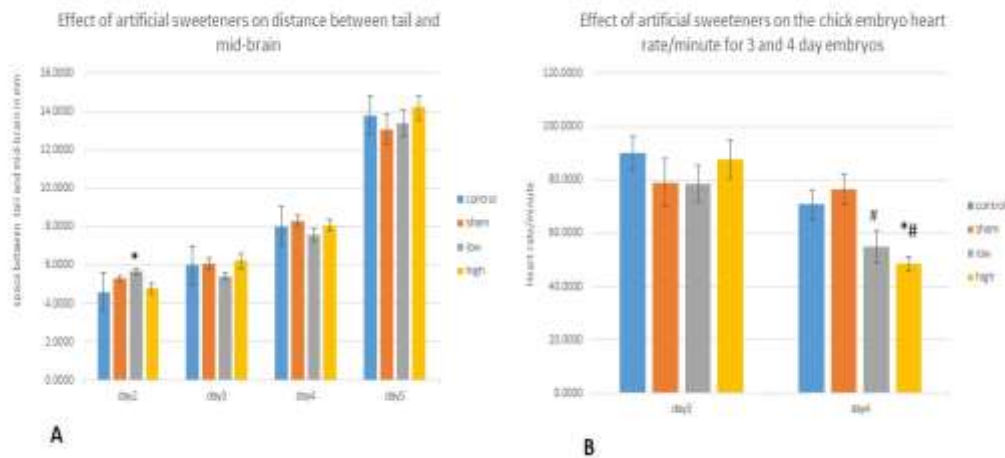 Effect of artificial sweeteners on distance between tail and
mid-brain
space between tail and mid-brain in mm
16.0000
14.0000
12.0000
10.0000
8.0000
6.0000
4.0000
2.0000
0.0000
*
day2
day3
day4
day5
control
sham
low
high
A
Effect of artificial sweeteners on the chick embryo heart
rate/minute for 3 and 4 day embryos
Heart rate/minute
120.0000
100.0000
80.0000
60.0000
40.0000
20.0000
0.0000
#
*#
day3
day4
control
sham
low
high
B